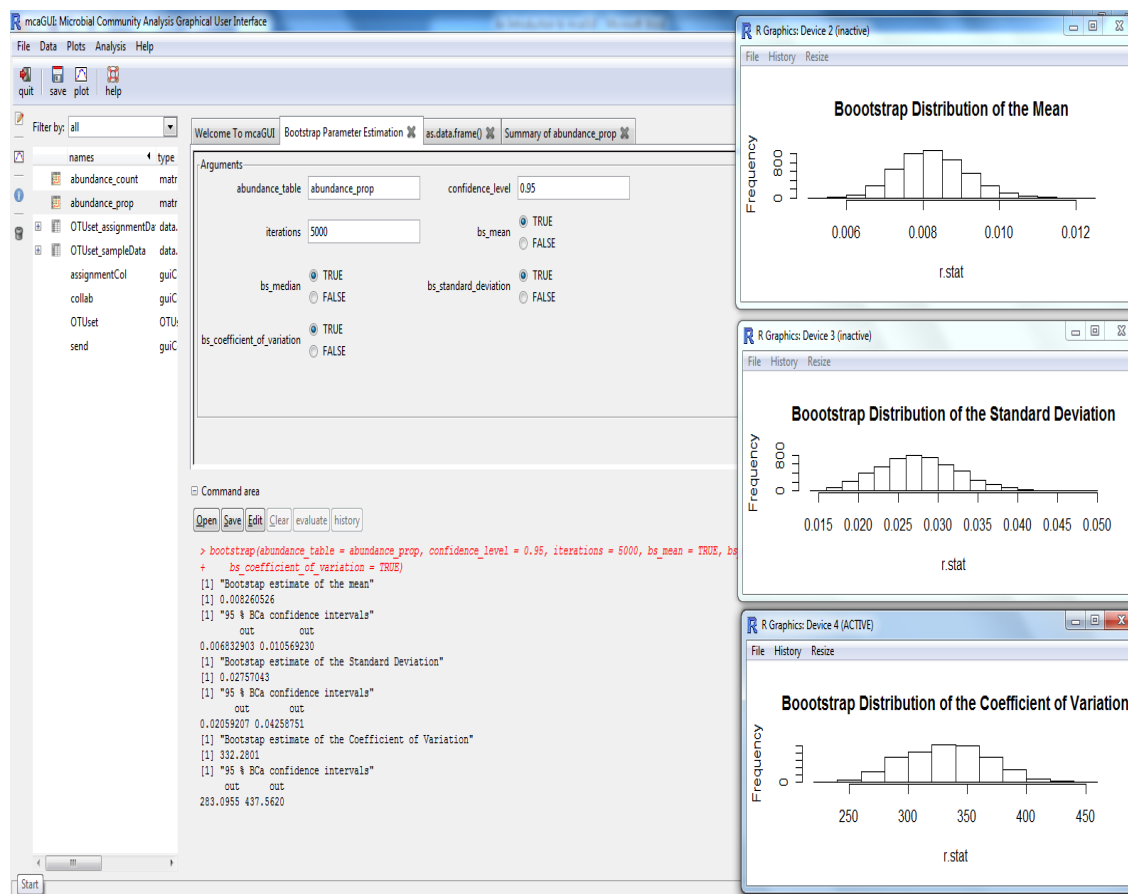 mcaGUI: Microbial Community Analysis Graphical User Interface
File Data Plots Analysis Help
quit save plot help
Filter by: all
names type
abundance_count matr
abundance_prop matr
OTUset_assignmentDa data.
OTUset_sampleData data.
assignmentCol guiC
collab guiC
OTUset OTUs
send guiC
Start
Welcome To mcaGUI Bootstrap Parameter Estimation as.data.frame() Summary of abundance_prop
Arguments
abundance_table abundance_prop confidence_level 0.95
iterations 5000 bs_mean TRUE
FALSE
bs_median TRUE
FALSE
bs_standard_deviation TRUE
FALSE
bs_coefficient_of_variation TRUE
FALSE
Command area
Open Save Edit Clear evaluate history
> bootstrap(abundance_table = abundance_prop, confidence_level = 0.95, iterations = 5000, bs_mean = TRUE, bs
+ bs_coefficient_of_variation = TRUE)
[1] "Bootstap estimate of the mean"
[1] 0.008260526
[1] "95 % BCa confidence intervals"
out out
0.006832903 0.010569230
[1] "Bootstap estimate of the Standard Deviation"
[1] 0.02757043
[1] "95 % BCa confidence intervals"
out out
0.02059207 0.04258751
[1] "Bootstap estimate of the Coefficient of Variation"
[1] 332.2801
[1] "95 % BCa confidence intervals"
out out
283.0955 437.5620
R Graphics: Device 2 (inactive)
File History Resize
Boootstrap Distribution of the Mean
Frequency
0 800
0.006 0.008 0.010 0.012
r.stat
R Graphics: Device 3 (inactive)
File History Resize
Boootstrap Distribution of the Standard Deviation
Frequency
0 800
0.015 0.020 0.025 0.030 0.035 0.040 0.045 0.050
r.stat
R Graphics: Device 4 (ACTIVE)
File History Resize
Boootstrap Distribution of the Coefficient of Variation
Frequency
0
250 300 350 400 450
r.stat